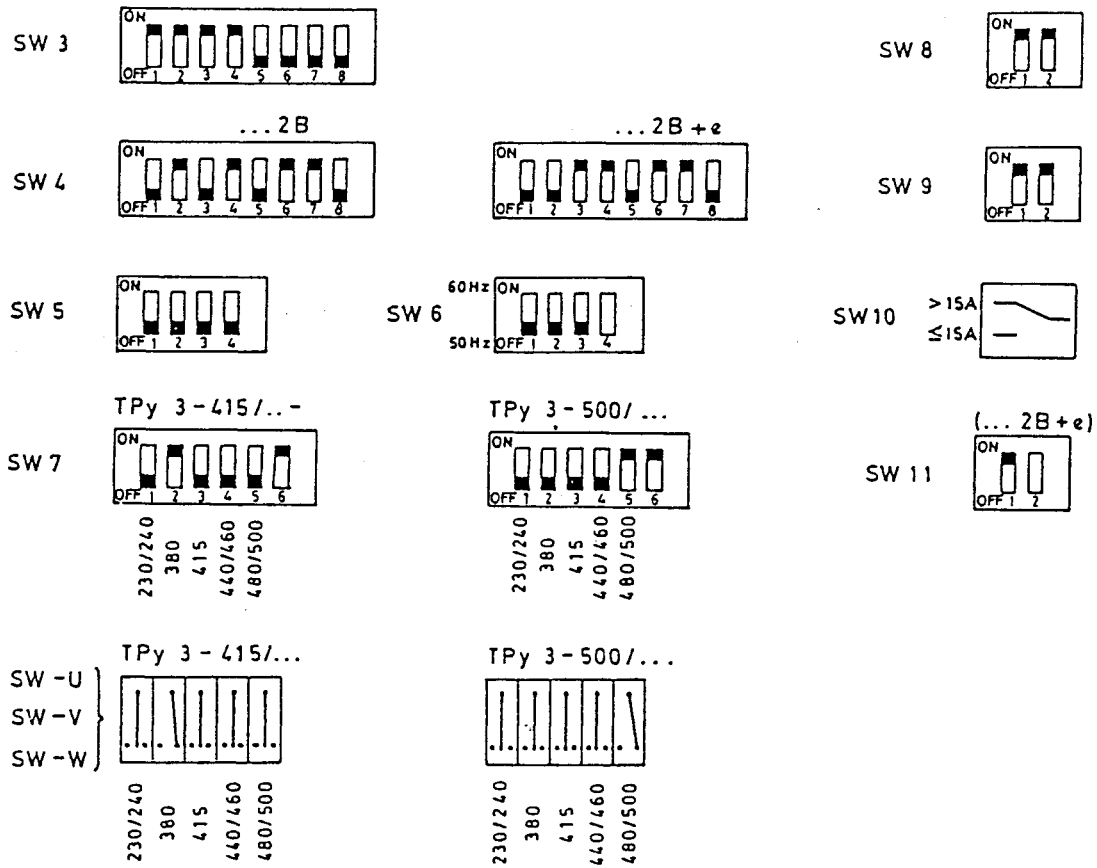 SW 3
ON
OFF 1 2 3 4 5 6 7 8
SW 8
ON
OFF 1 2
SW 4
... 2B
ON
OFF 1 2 3 4 5 6 7 8
... 2B + e
ON
OFF 1 2 3 4 5 6 7 8
SW 9
ON
OFF 1 2
SW 5
ON
OFF 1 2 3 4
SW 6
60Hz ON
50Hz OFF 1 2 3 4
SW10
>15A
≤15A
SW 7
TPy 3-415/..-
ON
OFF 1 2 3 4 5 6
230/240
380
415
440/460
480/500
TPy 3-500/ ...
ON
OFF 1 2 3 4 5 6
230/240
380
415
440/460
480/500
SW 11
(... 2B+e)
ON
OFF 1 2
SW-U
SW-V
SW-W
TPy 3-415/...
230/240
380
415
440/460
480/500
TPy 3-500/...
230/240
380
415
440/460
480/500